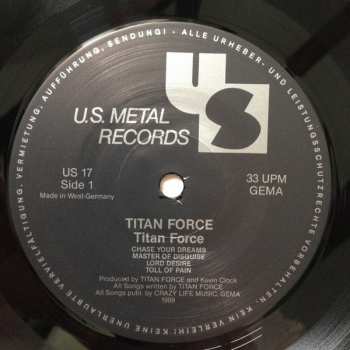 ALLE URHEBER- UND LEISTUNGSSCHUTZRECHTE VORBEHALTEN· KEIN VERLEIH! KEINE UNERLAUBTE VERVIELFÄLTIGUNG, VERMIETUNG, AUFFÜHRUNG, SENDUNG! -
US
U.S. METAL
RECORDS
US 17
Side 1
Made in West-Germany
33 UPM
GEMA
TITAN FORCE
Titan Force
CHASE YOUR DREAMS
MASTER OF DISGUISE
LORD DESIRE
TOLL OF PAIN
Produced by TITAN FORCE and Kevin Clock
All Songs written by TITAN FORCE
All Songs publ. by CRAZY LIFE MUSIC, GEMA
1989